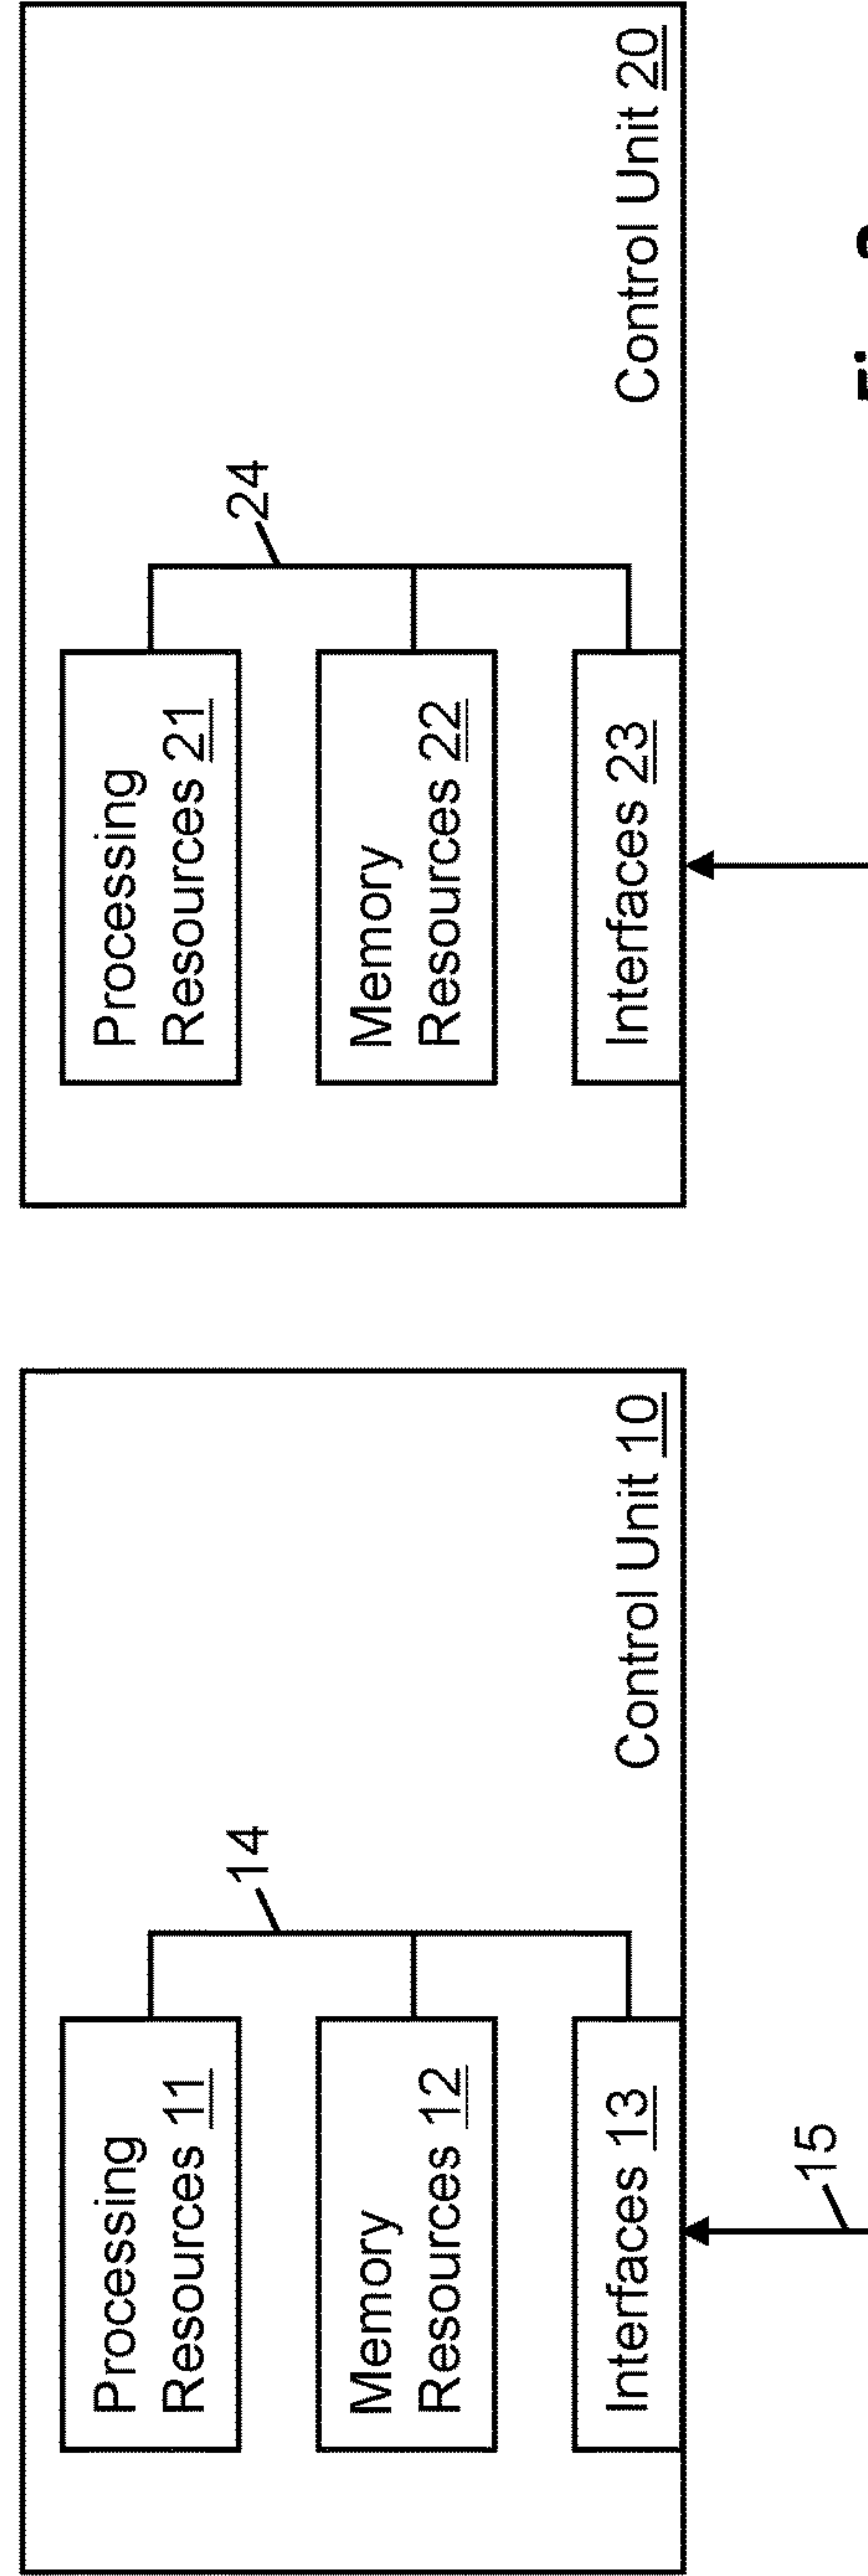 Processing
Resources 11
Memory
Resources 12
Interfaces 13
14
Control Unit 10
15
Processing
Resources 21
Memory
Resources 22
Interfaces 23
24
Control Unit 20